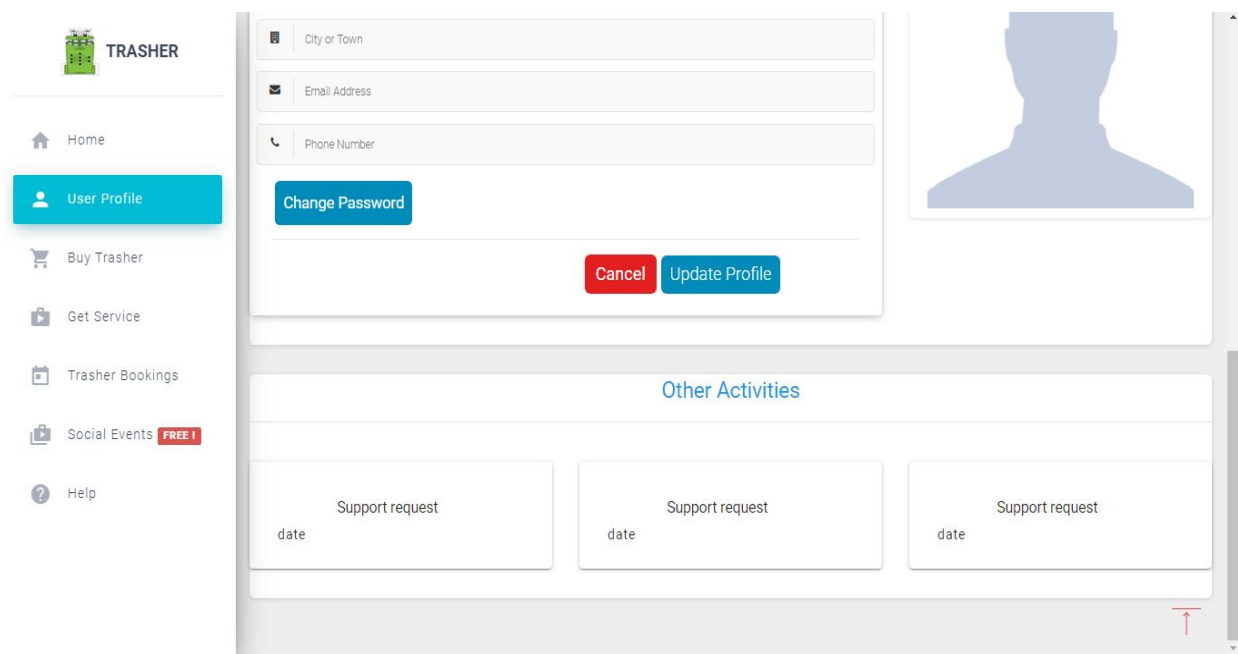 TRASHER
Home
User Profile
Buy Trasher
Get Service
Trasher Bookings
Social Events FREE !
Help
City or Town
Email Address
Phone Number
Change Password
Cancel Update Profile
Other Activities
Support request
date
Support request
date
Support request
date